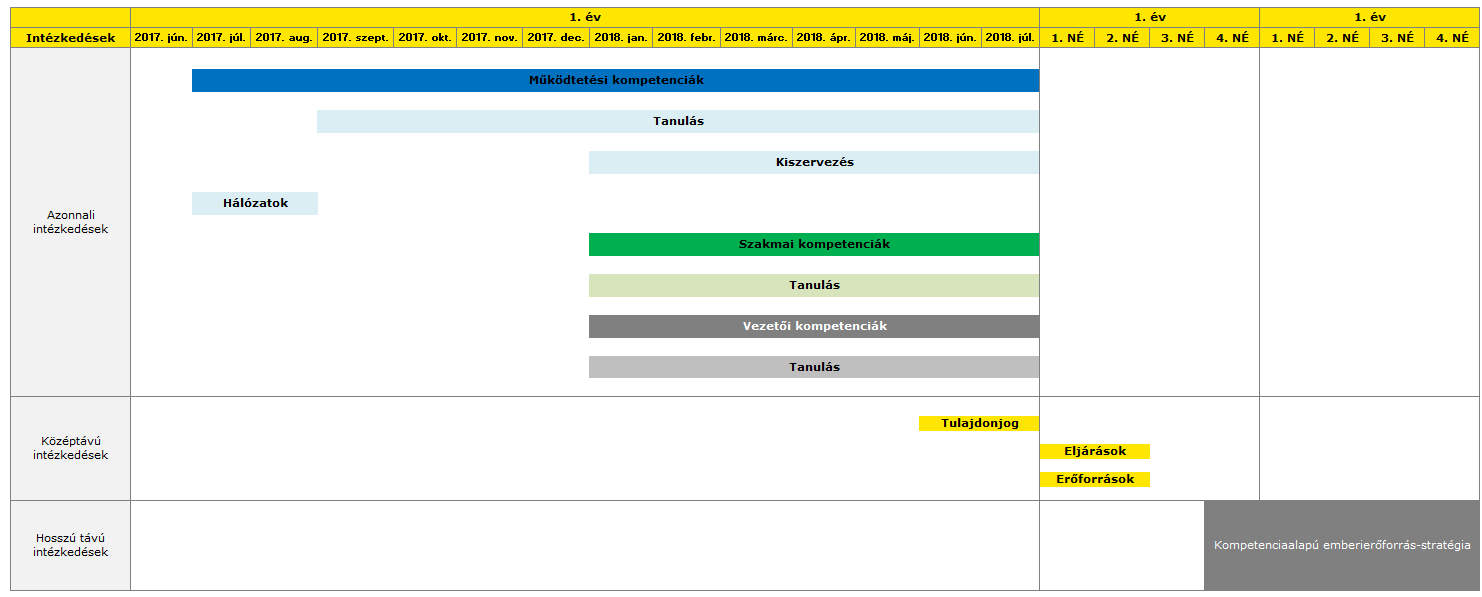 1. év 1. év 1. év
Intézkedések 2017. jún. 2017. júl. 2017. aug. 2017. szept. 2017. okt. 2017. nov. 2017. dec. 2018. jan. 2018. febr. 2018. márc. 2018. ápr. 2018. máj. 2018. jún. 2018. júl. 1. NÉ 2. NÉ 3. NÉ 4. NÉ 1. NÉ 2. NÉ 3. NÉ 4. NÉ
Azonnali
intézkedések
Működtetési kompetenciák
Tanulás
Kiszervezés
Hálózatok
Szakmai kompetenciák
Tanulás
Vezetői kompetenciák
Tanulás
Középtávú
intézkedések
Tulajdonjog
Eljárások
Erőforrások
Hosszú távú
intézkedések
Kompetenciaalapú emberierőforrás-stratégia